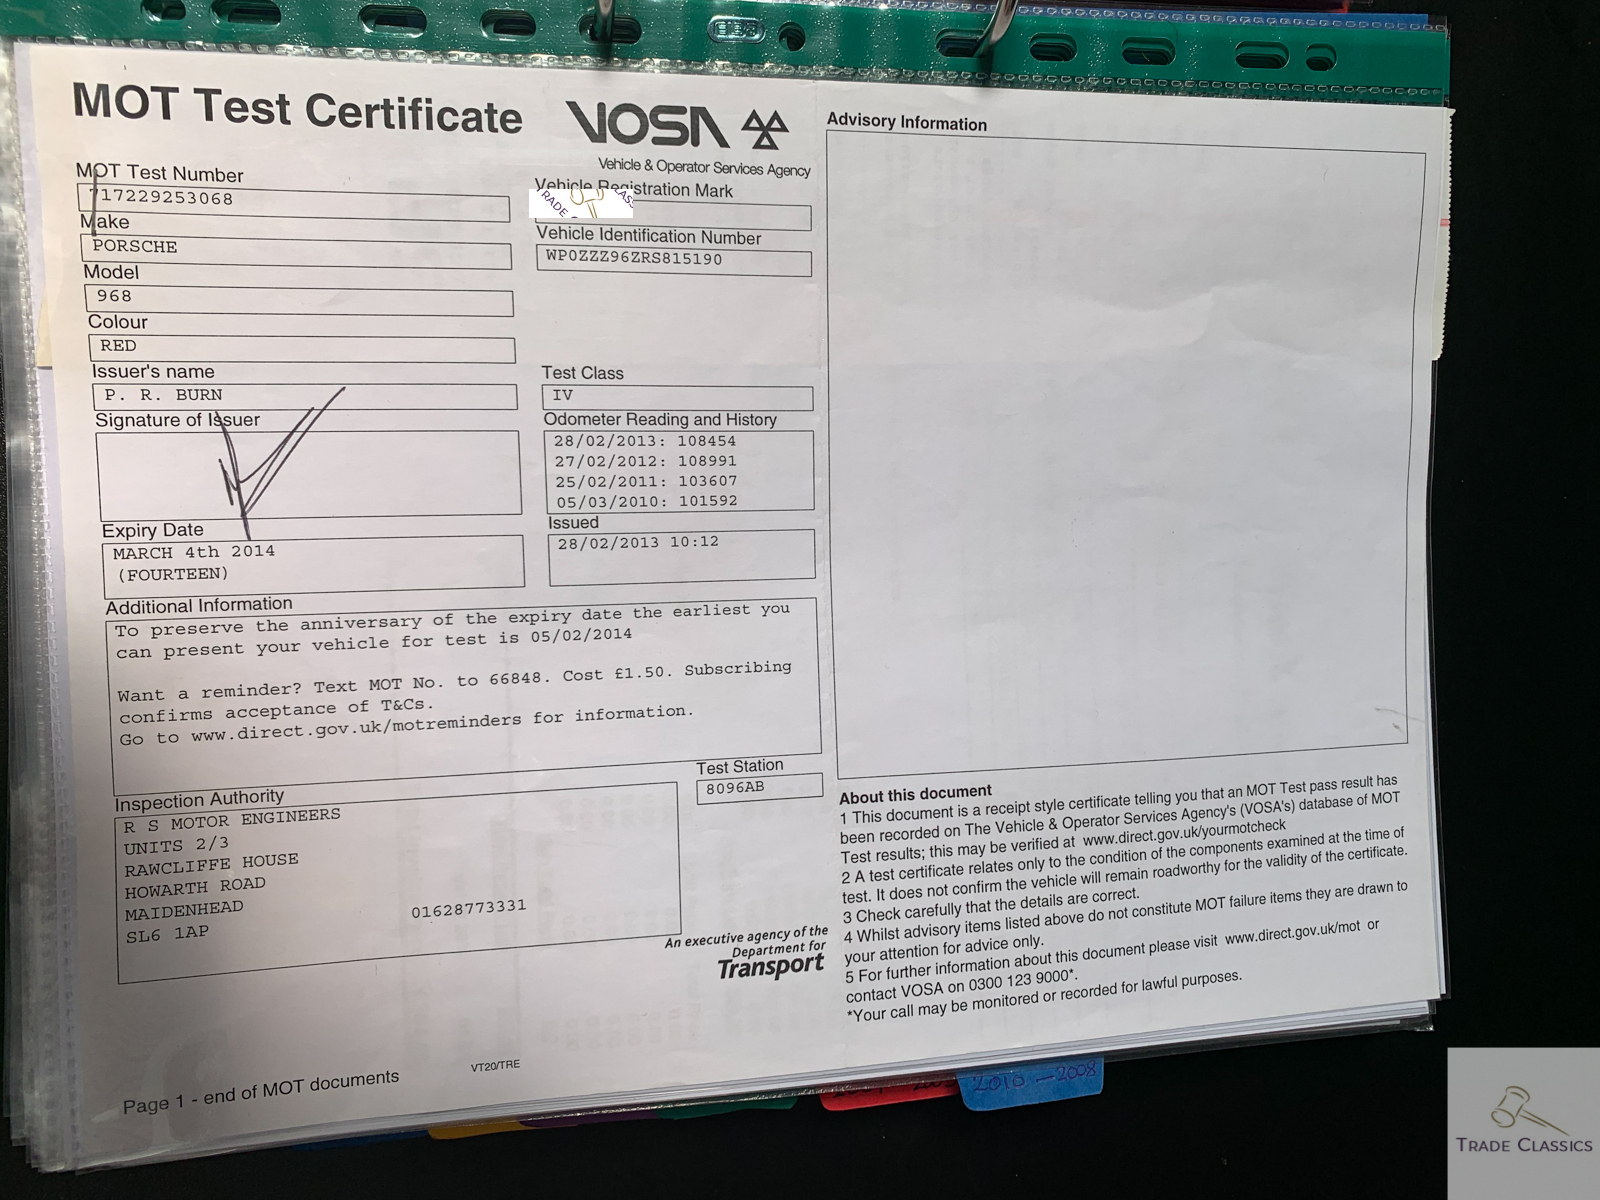 MOT Test Certificate
VOSA
Vehicle & Operator Services Agency
MOT Test Number
717229253068
Vehicle Registration Mark
TRADE CLASS
Make
PORSCHE
Vehicle Identification Number
WP0ZZZ96ZRS815190
Model
968
Colour
RED
Issuer's name
P. R. BURN
Test Class
IV
Signature of Issuer
Odometer Reading and History
28/02/2013: 108454
27/02/2012: 108991
25/02/2011: 103607
05/03/2010: 101592
Expiry Date
MARCH 4th 2014
(FOURTEEN)
Issued
28/02/2013 10:12
Additional Information
To preserve the anniversary of the expiry date the earliest you
can present your vehicle for test is 05/02/2014
Want a reminder? Text MOT No. to 66848. Cost £1.50. Subscribing
confirms acceptance of T&Cs.
Go to www.direct.gov.uk/motreminders for information.
Test Station
8096AB
Inspection Authority
R S MOTOR ENGINEERS
UNITS 2/3
RAWCLIFFE HOUSE
HOWARTH ROAD
MAIDENHEAD 01628773331
SL6 1AP
An executive agency of the
Department for
Transport
Page 1 - end of MOT documents
VT20/TRE
Advisory Information
About this document
1 This document is a receipt style certificate telling you that an MOT Test pass result has
been recorded on The Vehicle & Operator Services Agency's (VOSA's) database of MOT
Test results; this may be verified at www.direct.gov.uk/yourmotcheck
2 A test certificate relates only to the condition of the components examined at the time of
test. It does not confirm the vehicle will remain roadworthy for the validity of the certificate.
3 Check carefully that the details are correct.
4 Whilst advisory items listed above do not constitute MOT failure items they are drawn to
your attention for advice only.
5 For further information about this document please visit www.direct.gov.uk/mot or
contact VOSA on 0300 123 9000*.
*Your call may be monitored or recorded for lawful purposes.
2010 - 2008
TRADE CLASSICS